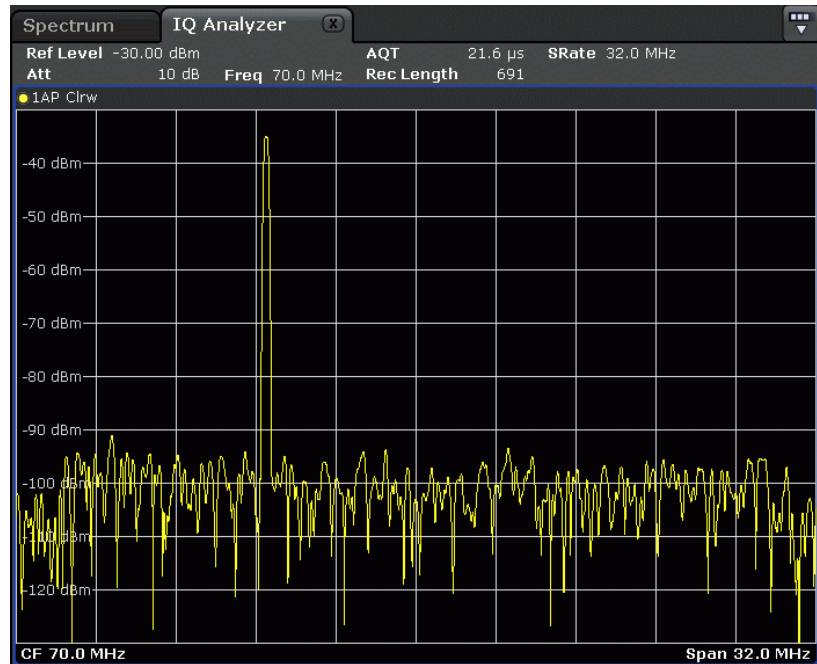 Spectrum IQ Analyzer X
Ref Level -30.00 dBm AQT 21.6 µs SRate 32.0 MHz
Att 10 dB Freq 70.0 MHz Rec Length 691
1AP Clrw
-40 dBm
-50 dBm
-60 dBm
-70 dBm
-80 dBm
-90 dBm
-100 dBm
-110 dBm
-120 dBm
CF 70.0 MHz Span 32.0 MHz